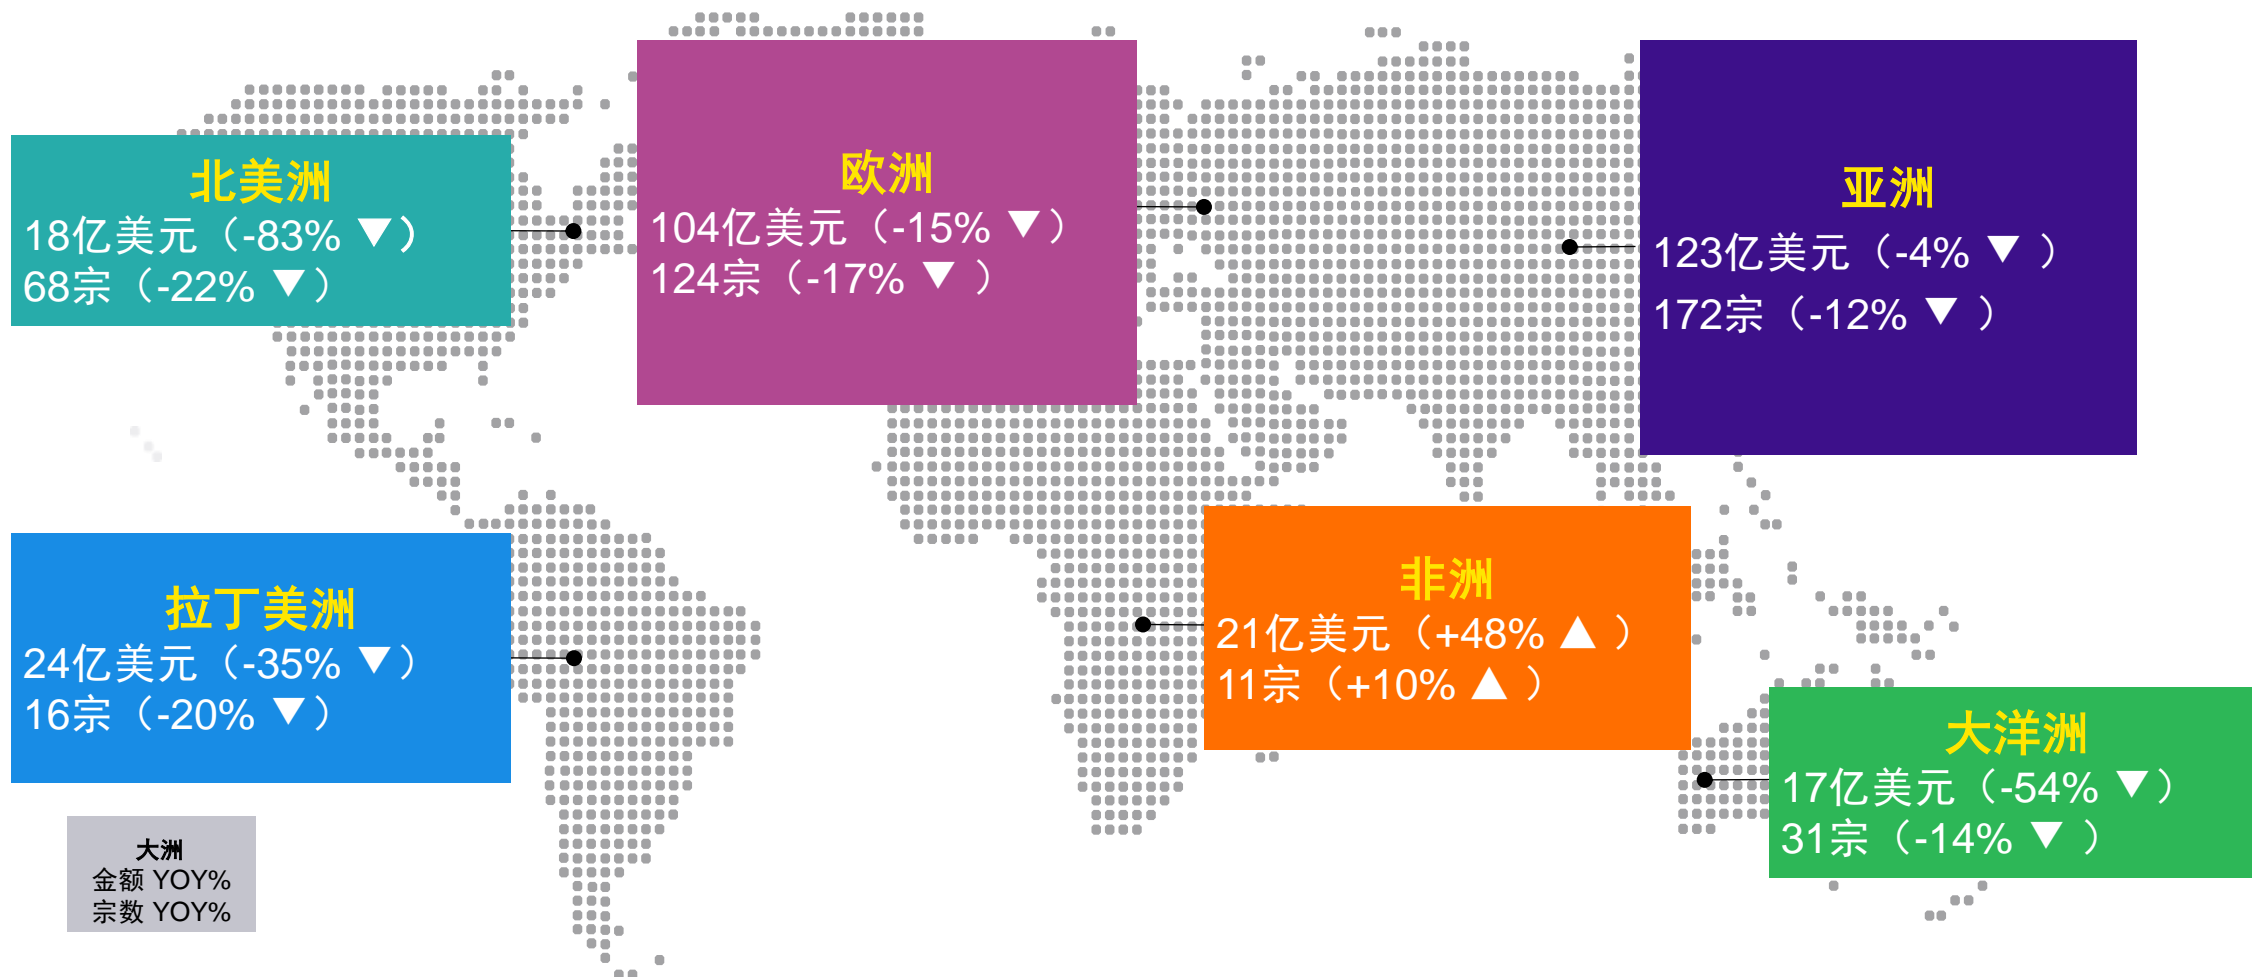 北美洲
18亿美元（-83% ▼）
68宗（-22% ▼）
欧洲
104亿美元（-15% ▼）
124宗（-17% ▼）
亚洲
123亿美元（-4% ▼）
172宗（-12% ▼）
拉丁美洲
24亿美元（-35% ▼）
16宗（-20% ▼）
非洲
21亿美元（+48% ▲）
11宗（+10% ▲）
大洋洲
17亿美元（-54% ▼）
31宗（-14% ▼）
大洲
金额 YOY%
宗数 YOY%